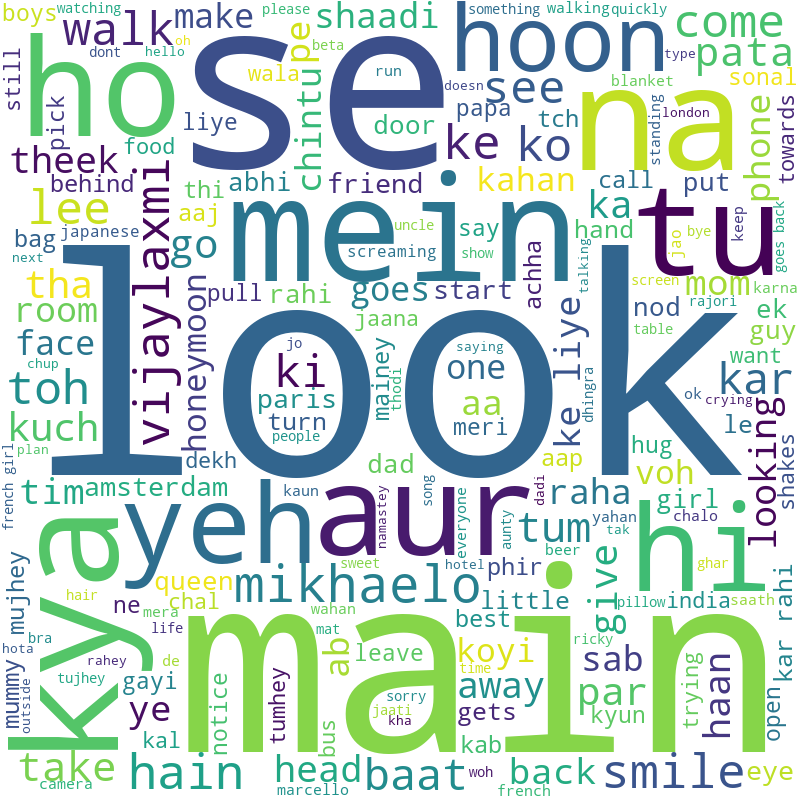 boys watching
walk make shaadi
something walking quickly
please
come
dont hello oh
se
hoon
ho
pe
see
pata
still
pick
wala
beta
run
doesn
type
blanket
sonal
liye
chintu
door
papa
tch
london
na
standing
phone
towards
food
theek
behind
thi
abhi
friend
ke
ko
kahan
call
put
lee
vijaylaxmi
aaj
uncle
say
ka
hand
tu
bye
keep
jao
bag
japanese
go
mein
screaming
show
achha
talking
goes back
next
tha
pull
rahi
goes
start
mom
screen
karna
room
honeymoon
jaana
nod
rajori
ek
face
look
jo
saying
mainey
thodi
one
ke liye
dhingra
table
guy
want
chup
ki
paris
aa
kar
ok
crying
toh
turn
meri
le
kuch
people
dekh
dad
aap
hug
plan
french girl
voh
looking
shakes
tim
amsterdam
kaun
song
dadi
everyone
raha
girl
yeh
aur
namastey
aunty
tum
yahan
chalo
kya
tak
hi
beer
sweet
hotel
phir
ghar
hair
queen
mikhaelo
little
give
pillow
india
saath
kar rahi
mujhey
ne
mera
chal
wahan
best
bra
life
mat
ricky
hota
main
ab
leave
koyi
sab
trying
haan
open
rahey
de
time
mummy
outside
tujhey
gayi
tumhey
sorry
away
par
ye
notice
jaati
kha
gets
kyun
kal
bus
kab
take
hain
head
baat
woh
back
smile
eye
camera
marcello
french